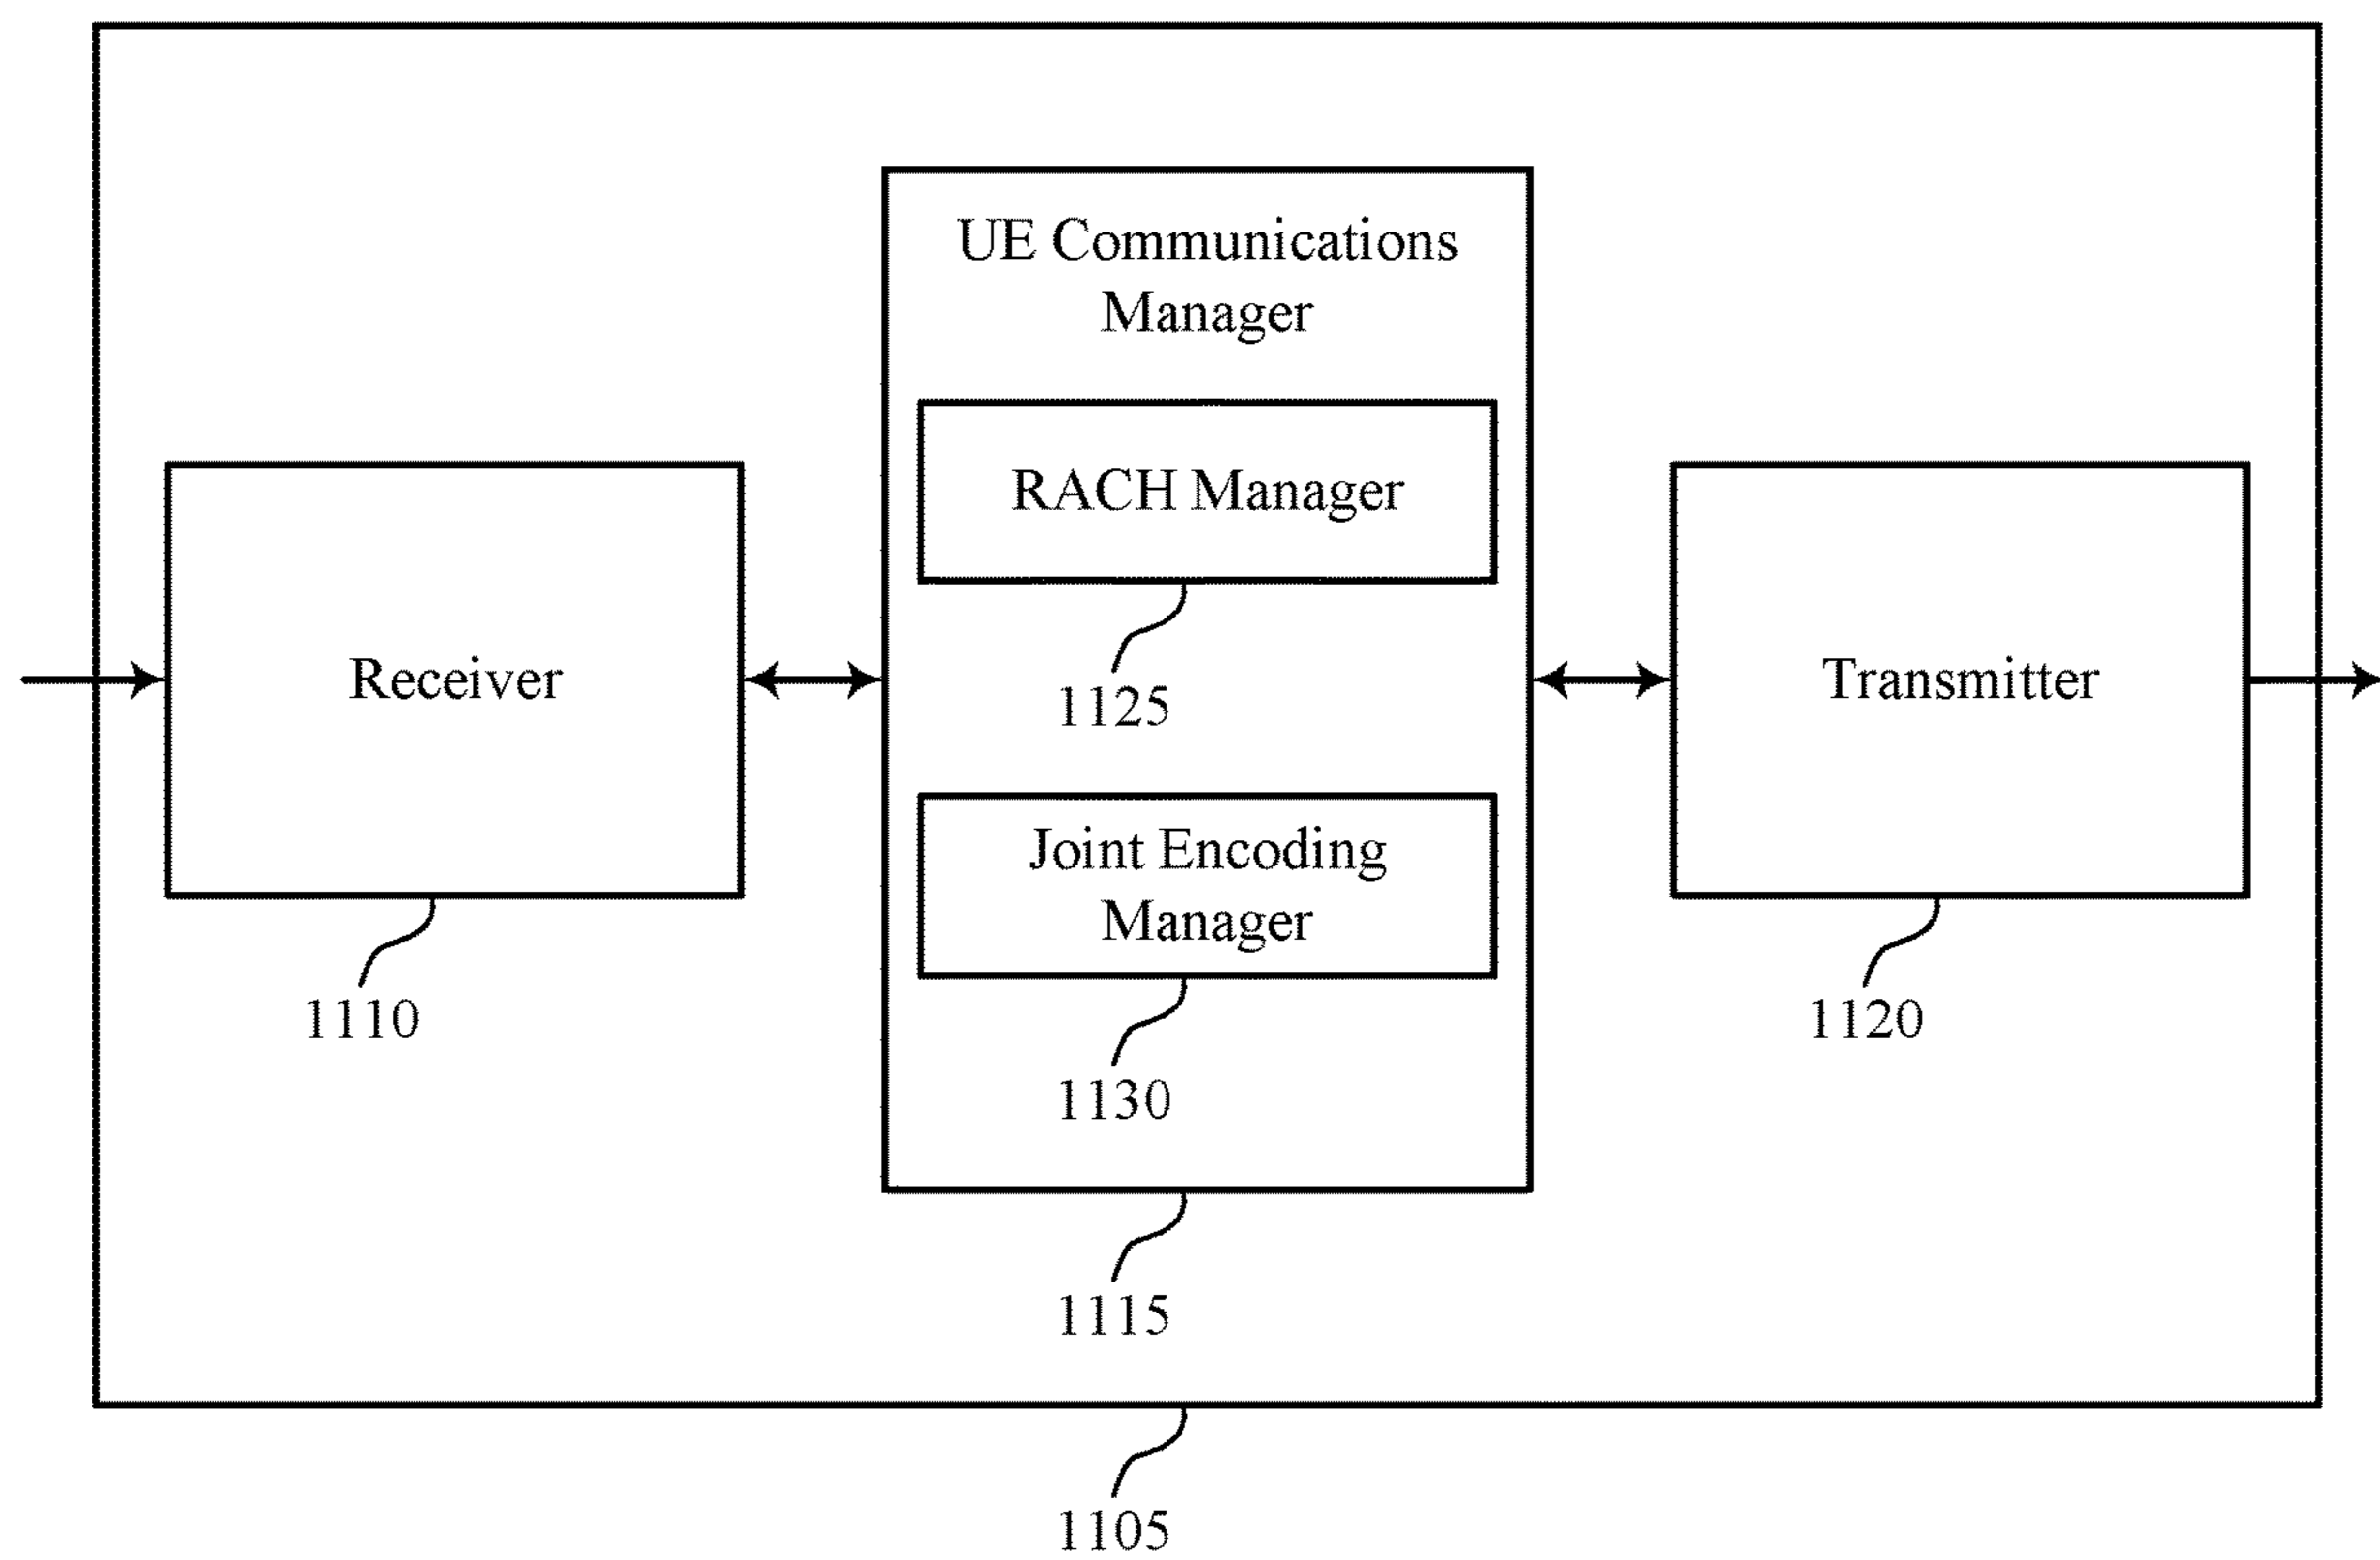 UE Communications
Manager
RACH Manager
1125
Receiver
1110
Joint Encoding
Manager
1130
Transmitter
1120
1115
1105